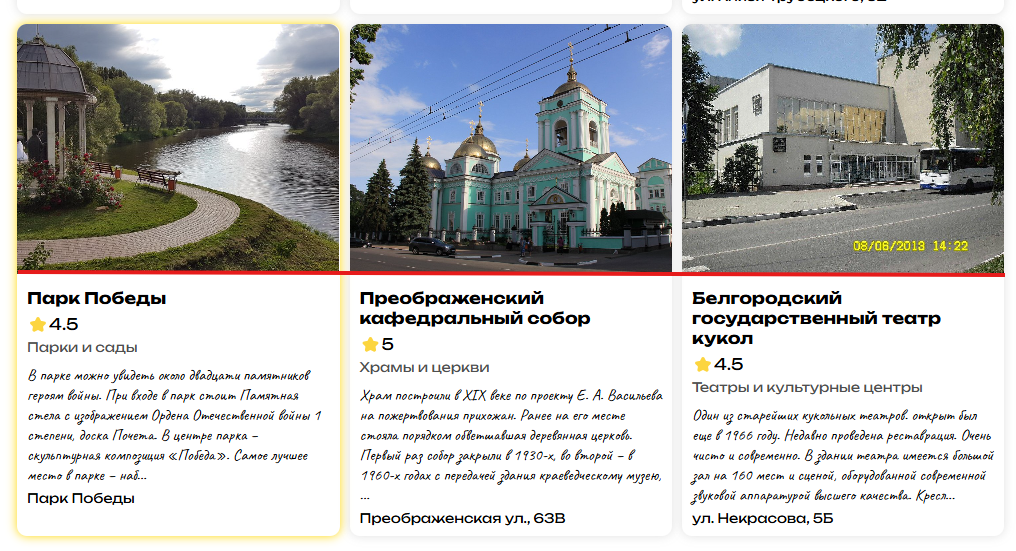 08/06/2013 14:22
Парк Победы
4.5
Парки и сады
В парке можно увидеть около двадцати памятников
героям войны. При входе в парк стоит Памятная
стела с изображением Ордена Отечественной войны 1
степени, доска Почета. В центре парка –
скульптурная композиция «Победа». Самое лучшее
место в парке – наб...
Парк Победы
Преображенский
кафедральный собор
5
Храмы и церкви
Храм построили в XIX веке по проекту Е. А. Васильева
на пожертвования прихожан. Ранее на его месте
стояла порядком обветшавшая деревянная церковь.
Первый раз собор закрыли в 1930-х, во второй – в
1960-х годах с передачей здания краеведческому музею,
...
Преображенская ул., 63В
Белгородский
государственный театр
кукол
4.5
Театры и культурные центры
Один из старейших кукольных театров. открыт был
еще в 1966 году. Недавно проведена реставрация. Очень
чисто и современно. В здании театра имеется большой
зал на 160 мест и сценой, оборудованной современной
звуковой аппаратурой высшего качества. Кресл...
ул. Некрасова, 5Б